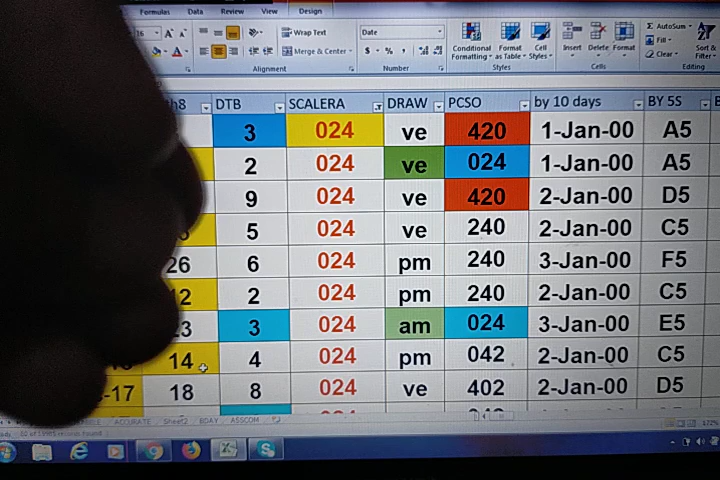 Formulas Data Review View Design
16 A A Wrap Text Date Σ AutoSum
Fill
A Merge & Center $ % , Conditional Formatting Format as Table Cell Styles Insert Delete Format Clear Sort & Filter
Alignment Number Styles Cells Editing
h8 DTB SCALERA DRAW PCSO by 10 days BY 5S
3 024 ve 420 1-Jan-00 A5
2 024 ve 024 1-Jan-00 A5
9 024 ve 420 2-Jan-00 D5
5 024 ve 240 2-Jan-00 C5
26 6 024 pm 240 3-Jan-00 F5
12 2 024 pm 240 2-Jan-00 C5
23 3 024 am 024 3-Jan-00 E5
14 4 024 pm 042 2-Jan-00 C5
-17 18 8 024 ve 402 2-Jan-00 D5
ACCURATE Sheet2 BDAY ASSCOM
172%